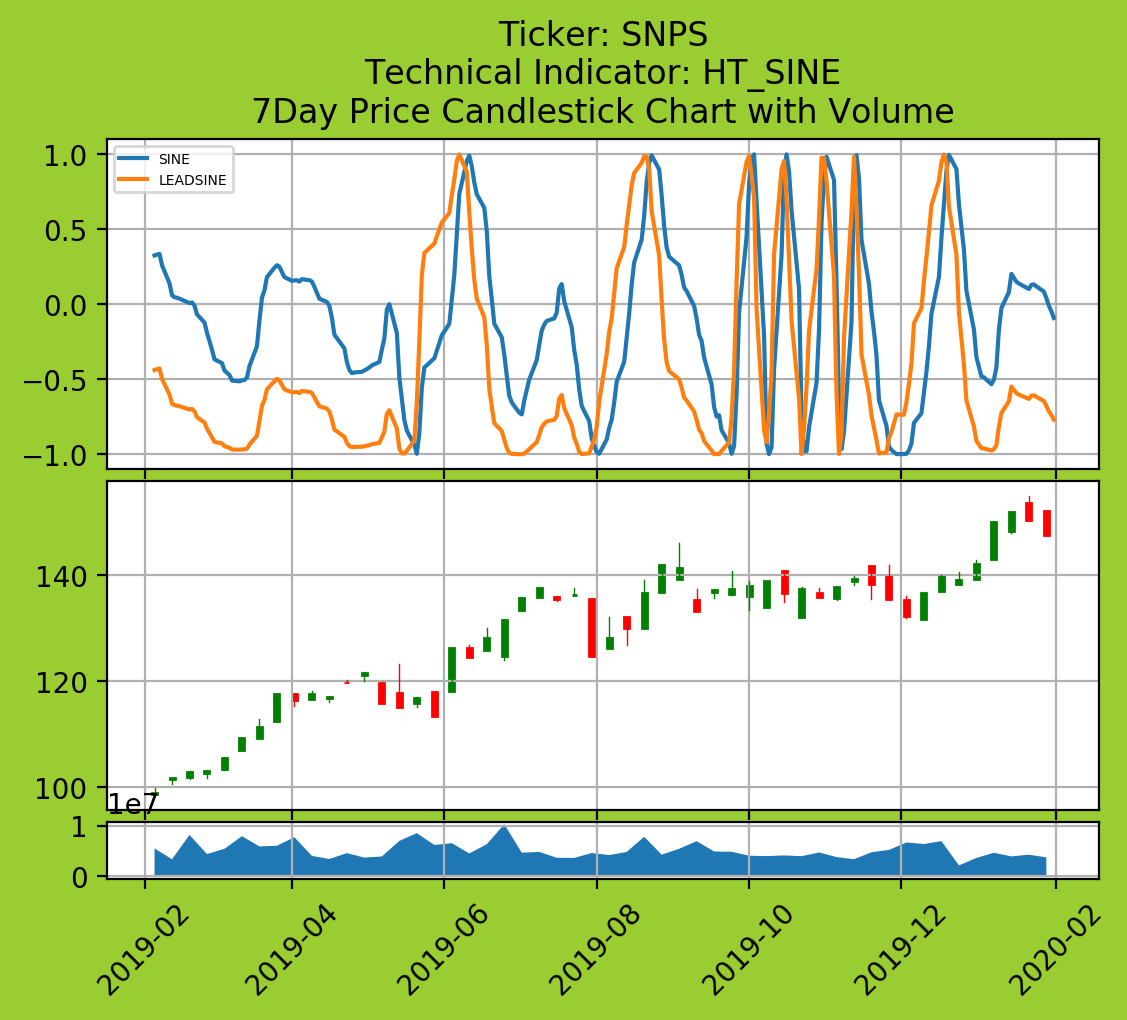 Ticker: SNPS
Technical Indicator: HT_SINE
7Day Price Candlestick Chart with Volume
1.0
0.5
0.0
−0.5
−1.0
SINE
LEADSINE
140
120
100
1e7
1
0
2019-02
2019-04
2019-06
2019-08
2019-10
2019-12
2020-02